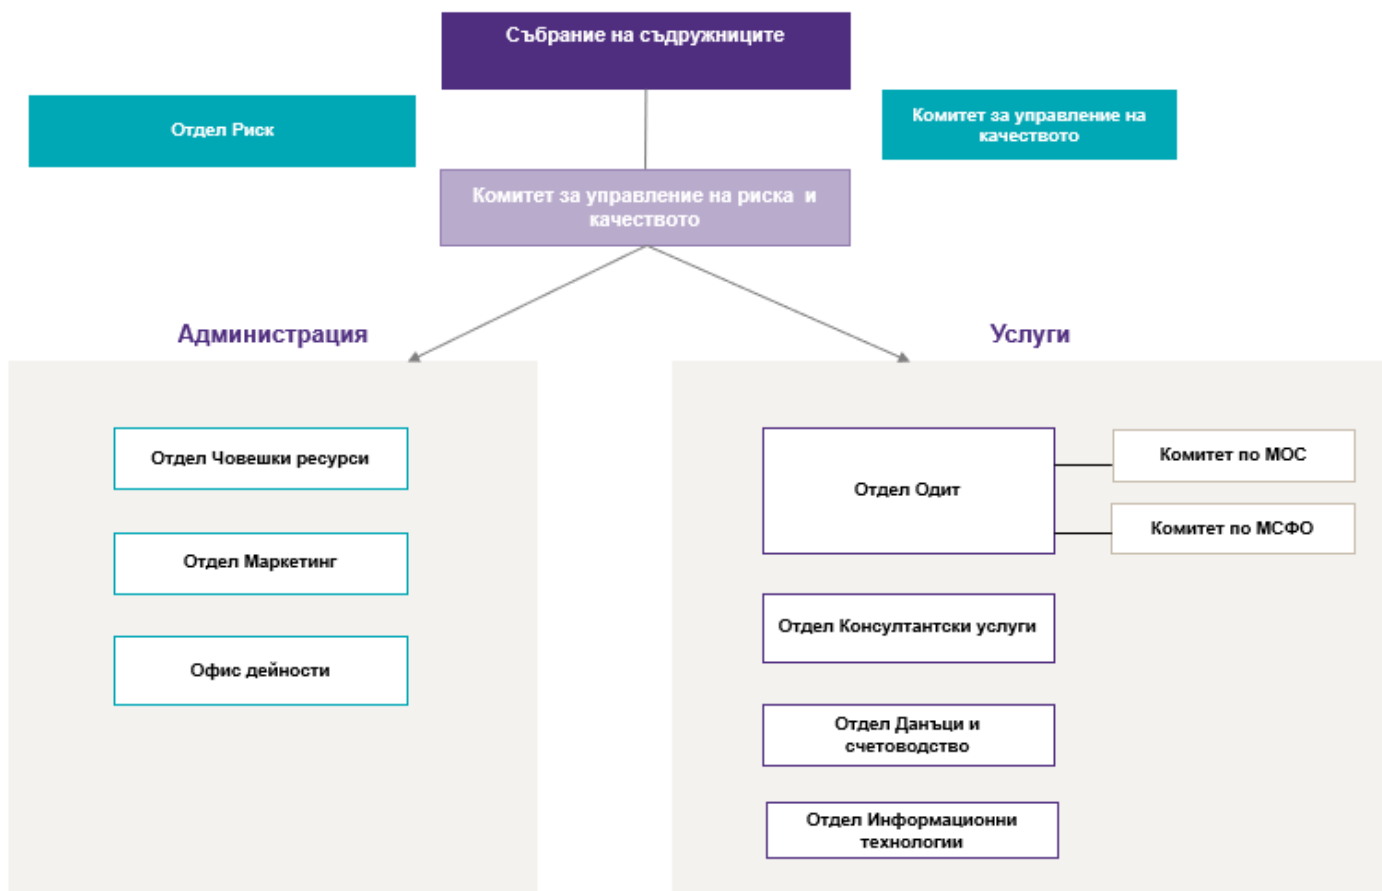 Събрание на съдружниците
Отдел Риск
Комитет за управление на
качеството
Комитет за управление на риска и
качеството
Администрация
Услуги
Отдел Човешки ресурси
Отдел Маркетинг
Офис дейности
Отдел Одит
Комитет по МОС
Комитет по МСФО
Отдел Консултантски услуги
Отдел Данъци и
счетоводство
Отдел Информационни
технологии